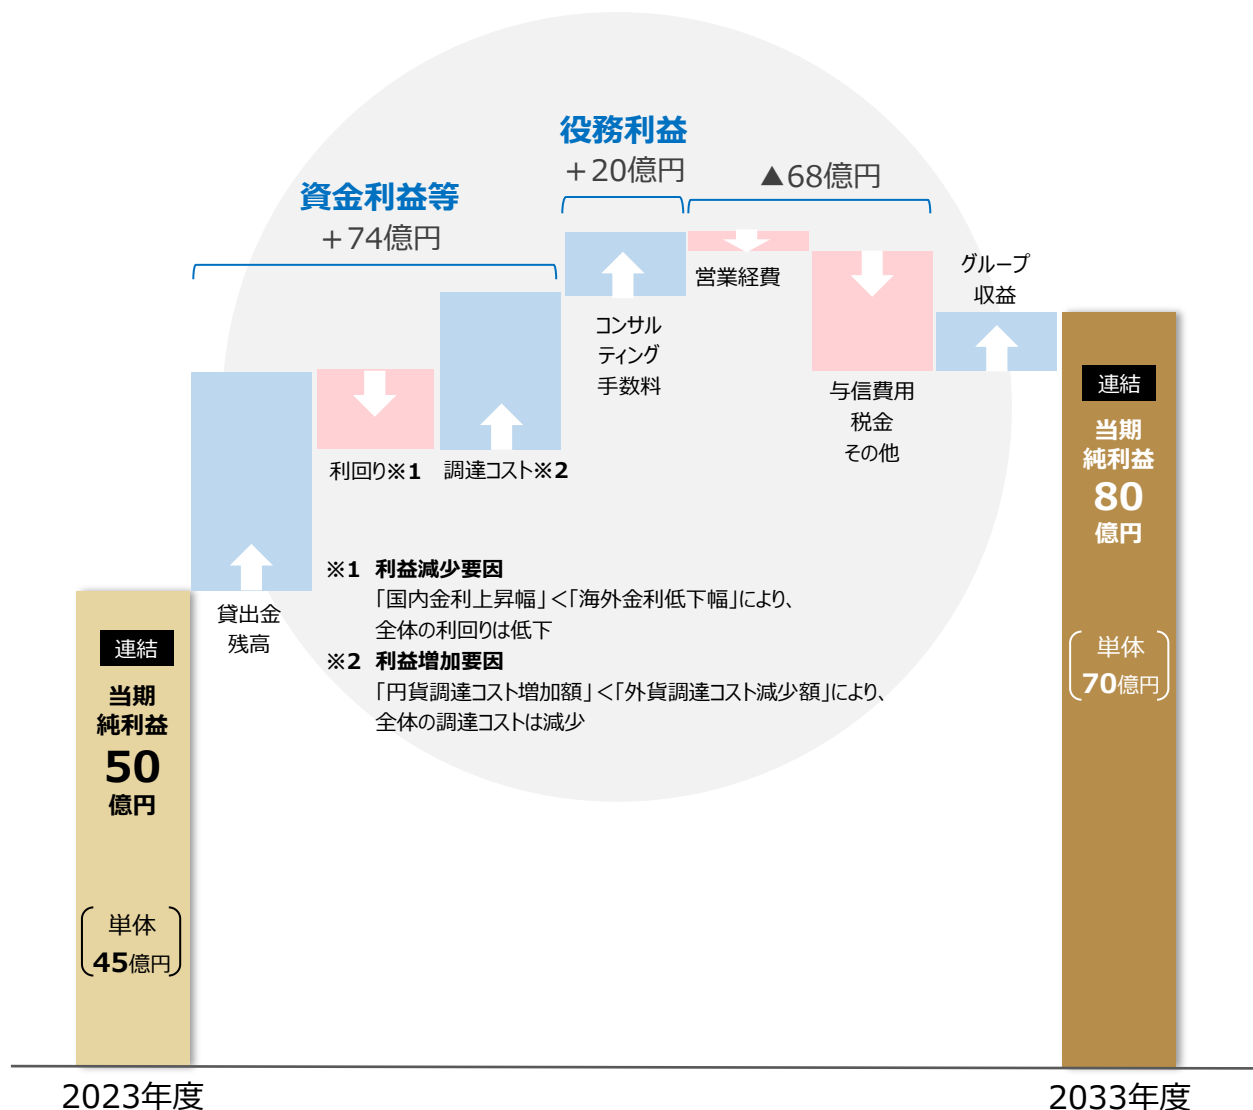 役務利益
+20億円
▲68億円
資金利益等
+74億円
営業経費
グループ
収益
コンサル
ティング
手数料
与信費用
税金
その他
利回り※1
調達コスト※2
貸出金
残高
※1 利益減少要因
「国内金利上昇幅」<「海外金利低下幅」により、
全体の利回りは低下
※2 利益増加要因
「円貨調達コスト増加額」<「外貨調達コスト減少額」により、
全体の調達コストは減少
連結
当期
純利益
50
億円
単体
45億円
連結
当期
純利益
80
億円
単体
70億円
2023年度
2033年度